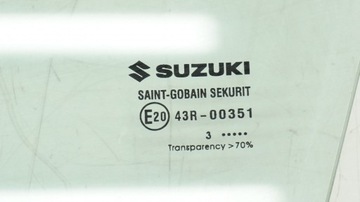 SUZUKI
SAINT-GOBAIN SEKURIT
E20 43R-00351
3 •••••
Transparency >70%